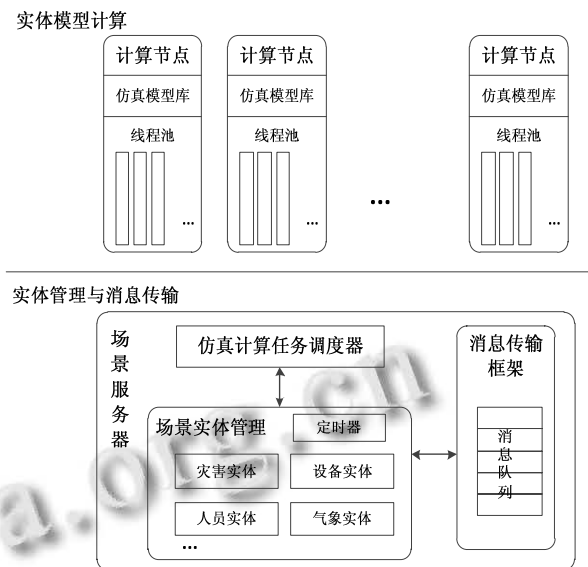 实体模型计算
计算节点
仿真模型库
线程池
...
计算节点
仿真模型库
线程池
...
...
计算节点
仿真模型库
线程池
...
实体管理与消息传输
场景服务器
仿真计算任务调度器
场景实体管理
定时器
灾害实体
设备实体
人员实体
气象实体
...
消息传输
框架
消息队列
a.org.cn